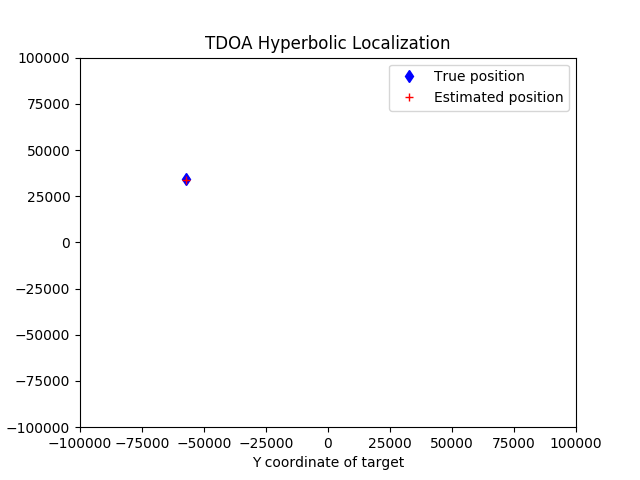 TDOA Hyperbolic Localization
True position
Estimated position
100000
75000
50000
25000
0
−25000
−50000
−75000
−100000
−100000 −75000 −50000 −25000 0 25000 50000 75000 100000
Y coordinate of target